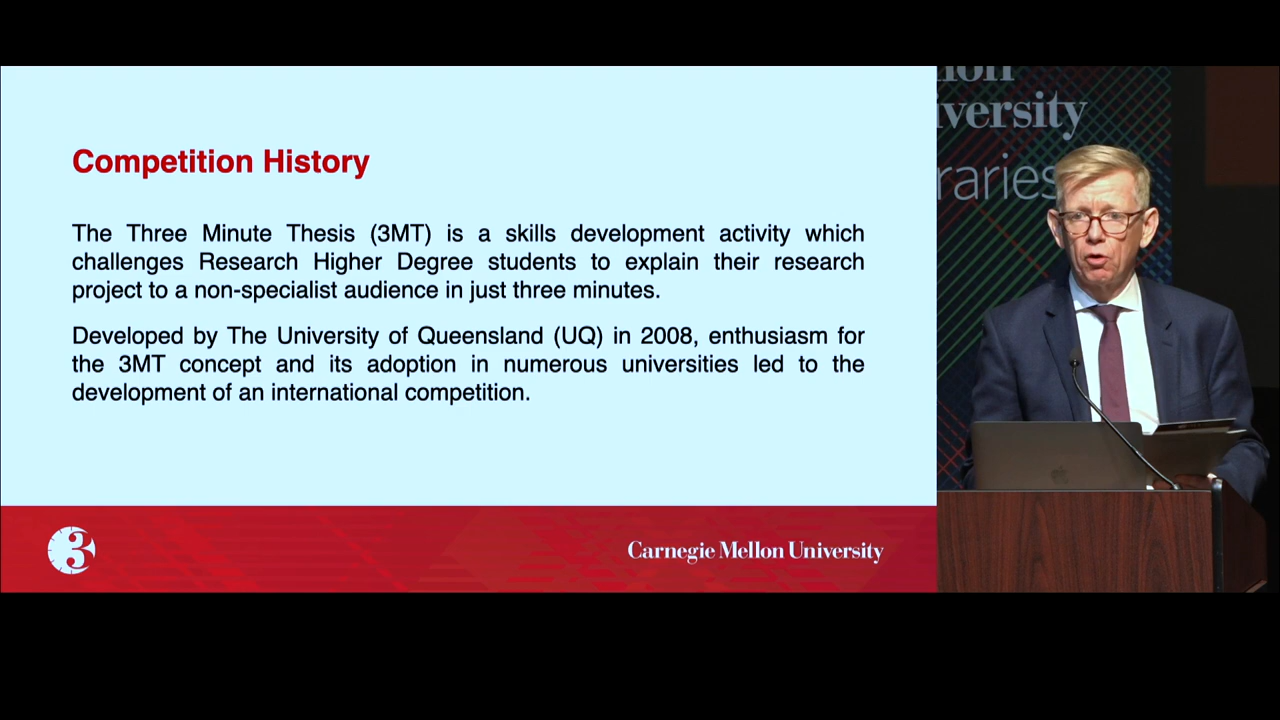 Competition History
The Three Minute Thesis (3MT) is a skills development activity which
challenges Research Higher Degree students to explain their research
project to a non-specialist audience in just three minutes.
Developed by The University of Queensland (UQ) in 2008, enthusiasm for
the 3MT concept and its adoption in numerous universities led to the
development of an international competition.
3
Carnegie Mellon University
llon
iversity
raries